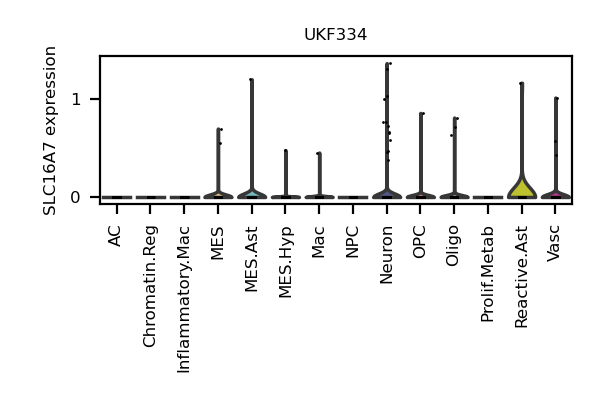 UKF334
SLC16A7 expression
1
0
AC
Chromatin.Reg
Inflammatory.Mac
MES
MES.Ast
MES.Hyp
Mac
NPC
Neuron
OPC
Oligo
Prolif.Metab
Reactive.Ast
Vasc